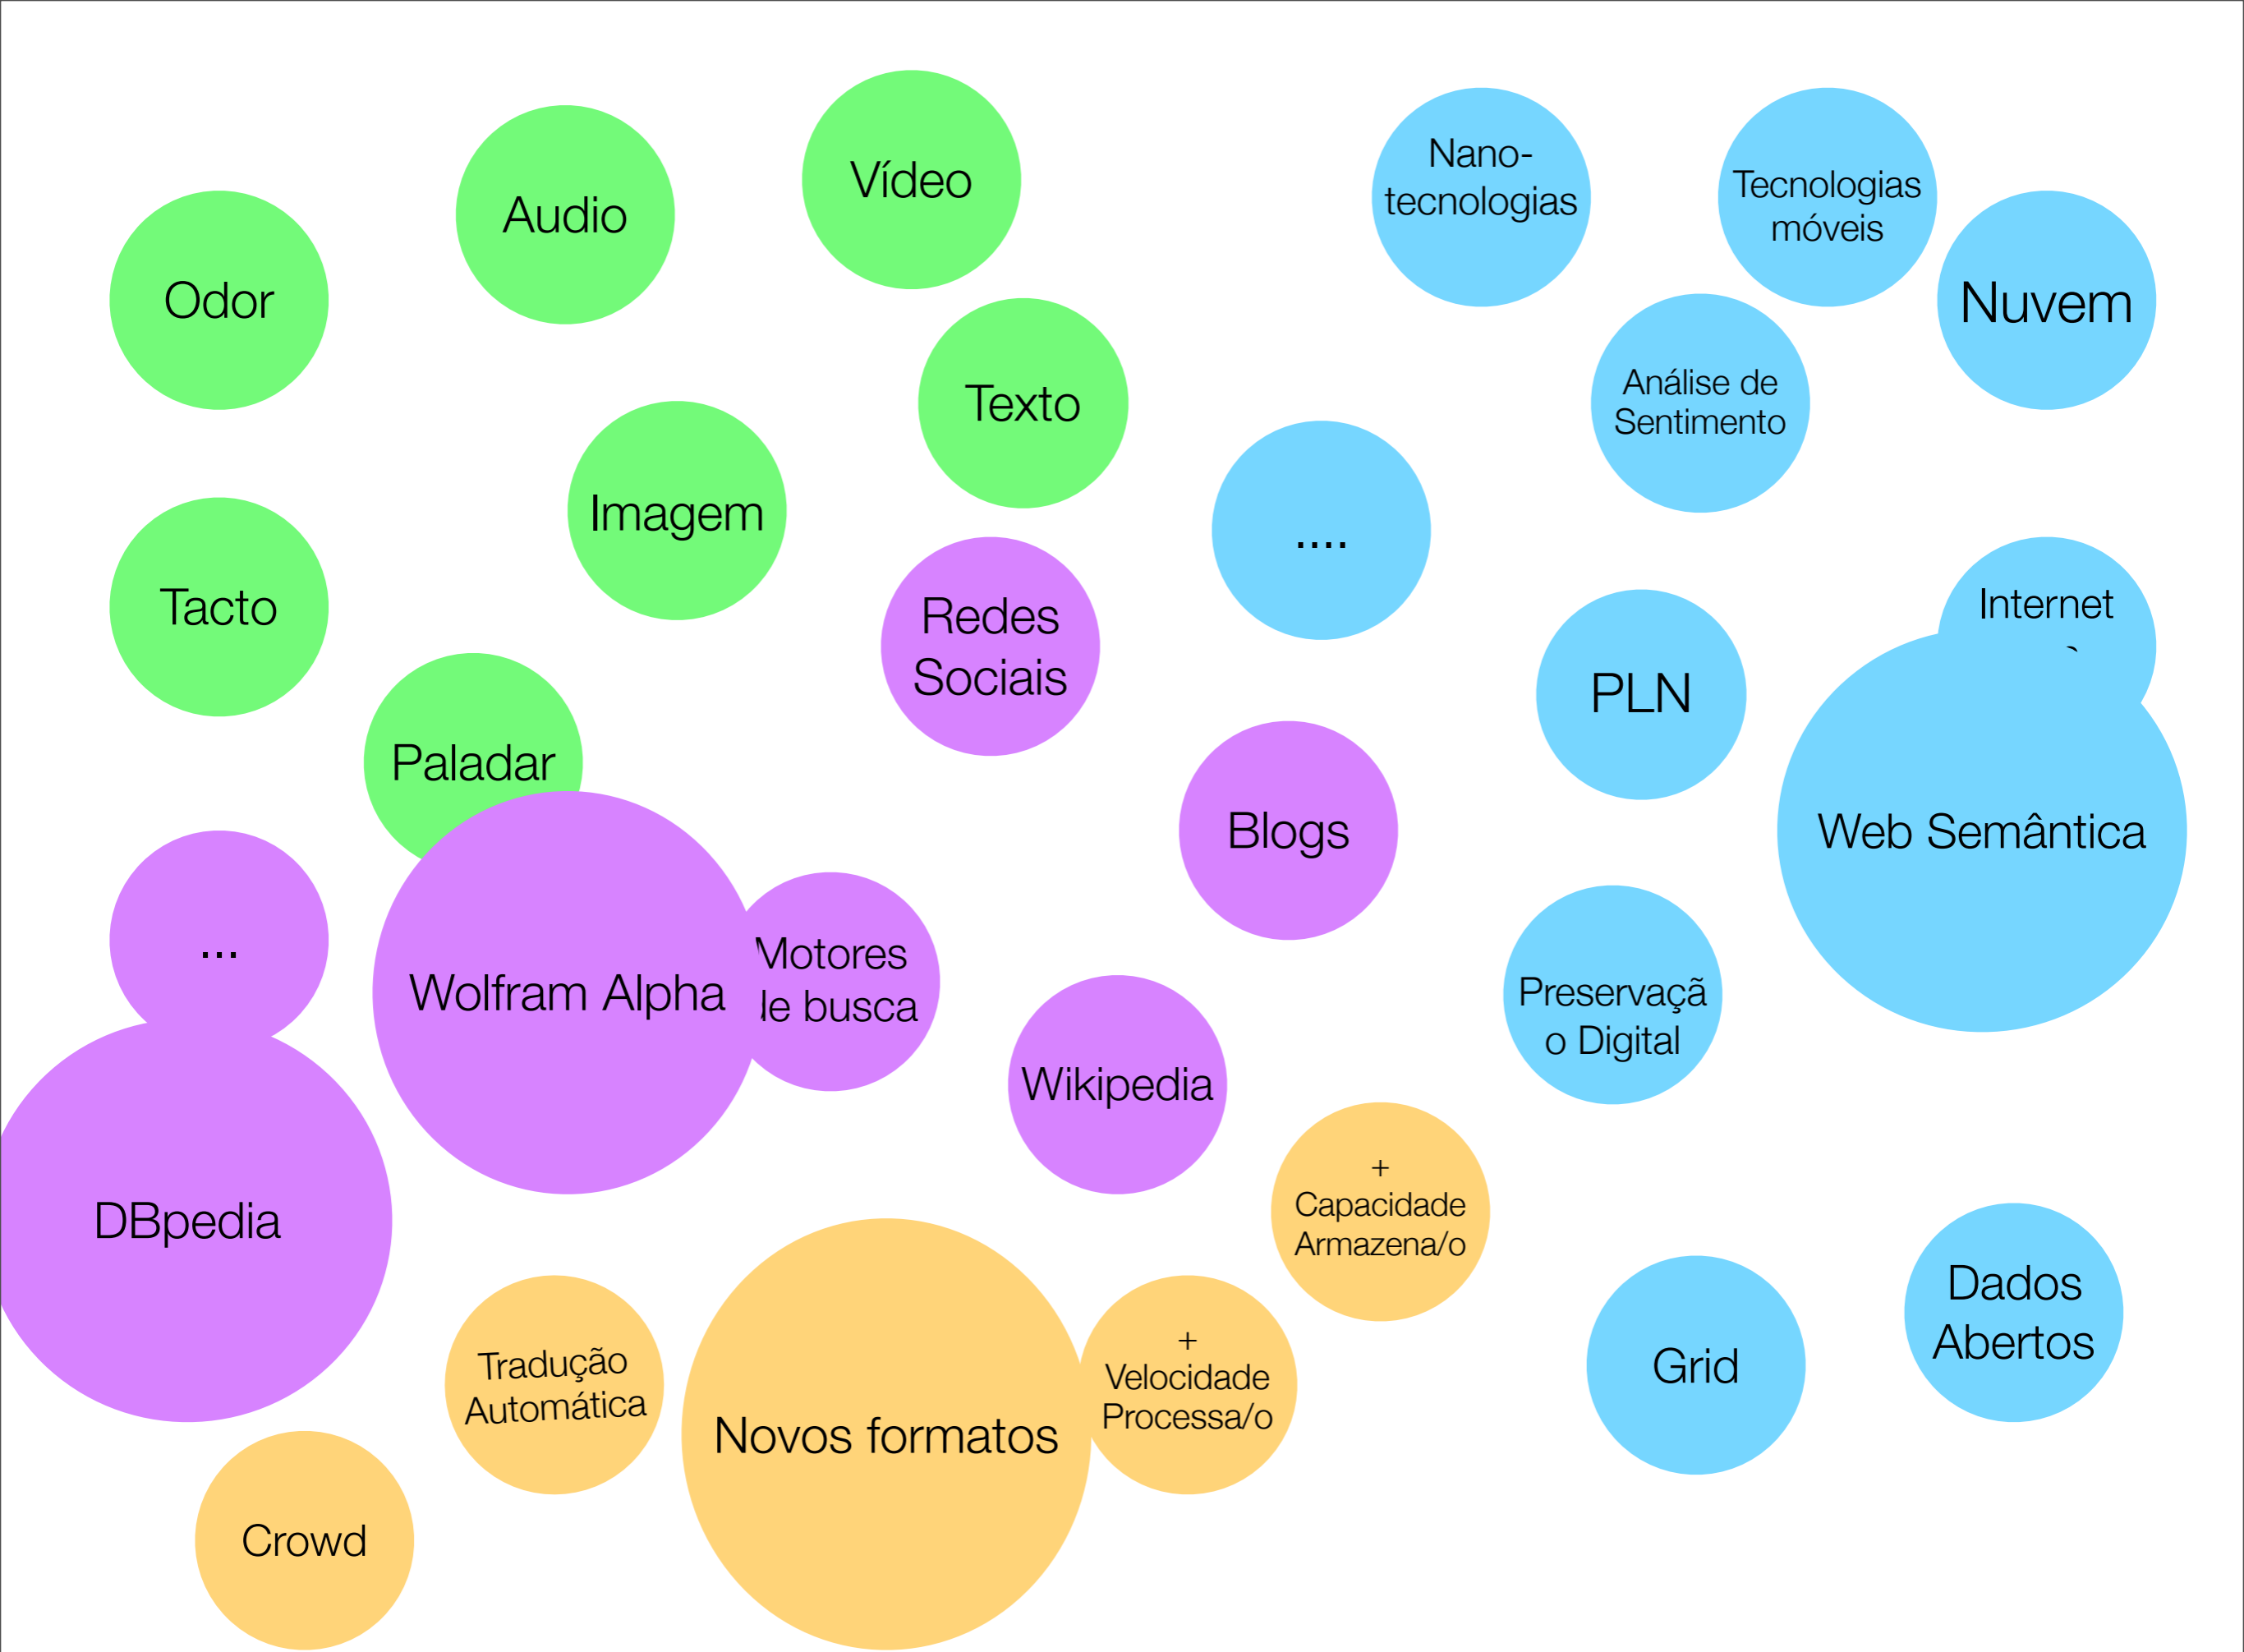 Vídeo
Audio
Odor
Texto
Imagem
Tacto
Paladar
Nano-
tecnologias
Tecnologias
móveis
Nuvem
Análise de
Sentimento
....
Internet
PLN
Web Semântica
Preservaçã
o Digital
Grid
Dados
Abertos
Redes
Sociais
Blogs
...
Wolfram Alpha
Motores
de busca
Wikipedia
DBpedia
+
Capacidade
Armazena/o
+
Velocidade
Processa/o
Novos formatos
Tradução
Automática
Crowd